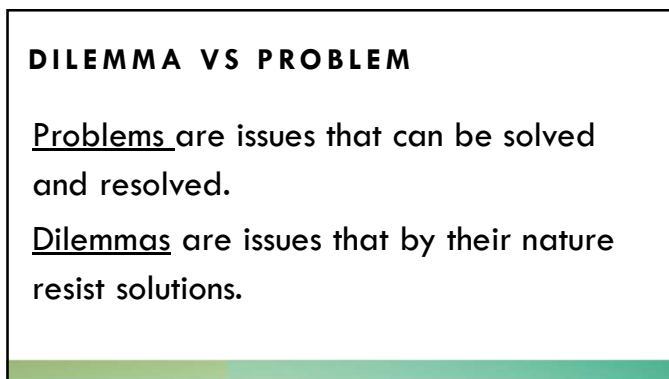 DILEMMA VS PROBLEM
Problems are issues that can be solved
and resolved.
Dilemmas are issues that by their nature
resist solutions.